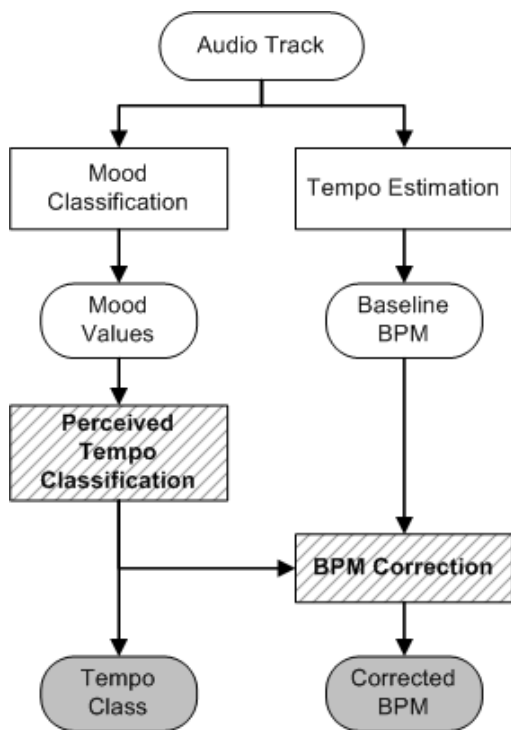 Audio Track
Mood
Classification
Tempo Estimation
Mood
Values
Baseline
BPM
Perceived
Tempo
Classification
BPM Correction
Tempo
Class
Corrected
BPM